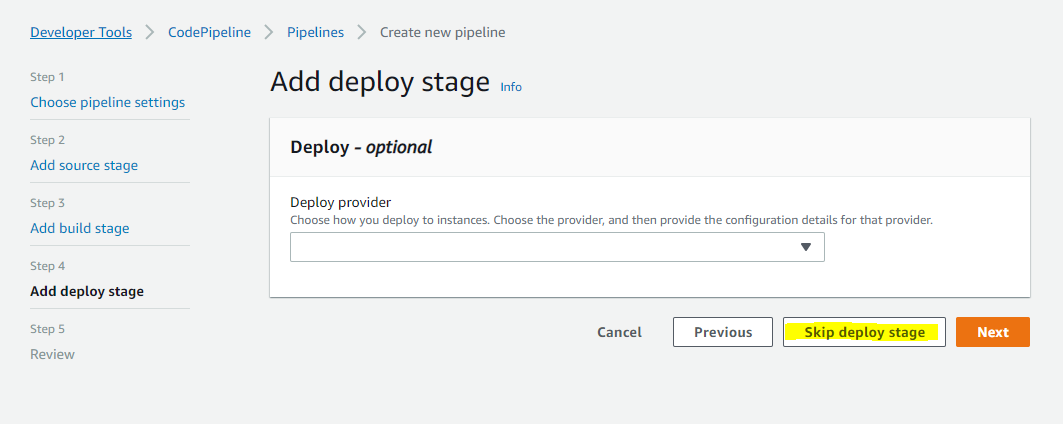 Developer Tools > CodePipeline > Pipelines > Create new pipeline
Step 1
Choose pipeline settings
Step 2
Add source stage
Step 3
Add build stage
Step 4
Add deploy stage
Step 5
Review
Add deploy stage Info
Deploy - optional
Deploy provider
Choose how you deploy to instances. Choose the provider, and then provide the configuration details for that provider.
Cancel Previous Skip deploy stage Next